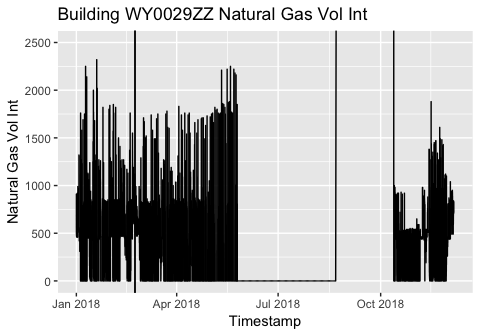 Building WY0029ZZ Natural Gas Vol Int
2500
2000
1500
1000
500
0
Natural Gas Vol Int
Jan 2018 Apr 2018 Jul 2018 Oct 2018
Timestamp